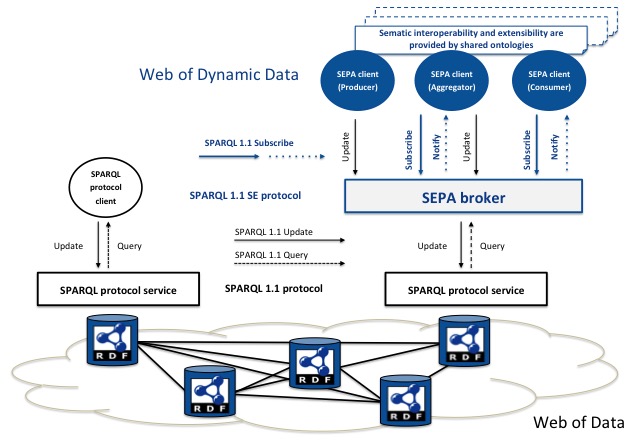 Sematic interoperability and extensibility are
provided by shared ontologies
Web of Dynamic Data
SEPA client
(Producer)
SEPA client
(Aggregator)
SEPA client
(Consumer)
SPARQL 1.1 Subscribe
Update
Subscribe
Notify
Update
Subscribe
Notify
SPARQL
protocol
client
SPARQL 1.1 SE protocol
SEPA broker
Update
Query
SPARQL 1.1 Update
SPARQL 1.1 Query
Update
Query
SPARQL protocol service
SPARQL 1.1 protocol
SPARQL protocol service
RDF
RDF
RDF
RDF
RDF
Web of Data